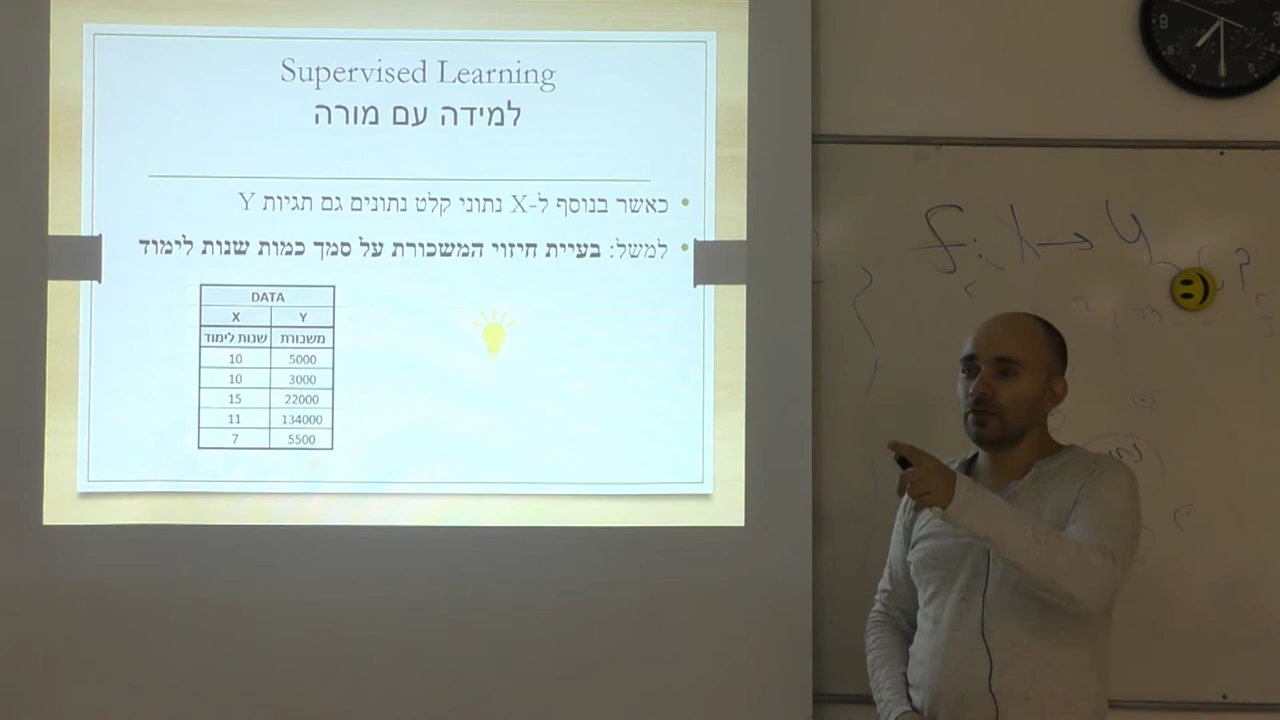 Supervised Learning
למידה עם מורה
כאשר בנוסף ל-X נתוני קלט נתונים גם תגיות Y
למשל: בעיית חיזוי המשכורת על סמך כמות שנות לימוד
DATA
X Y
שנות לימוד משכורת
10 5000
10 3000
15 22000
11 134000
7 5500
f: X → Y